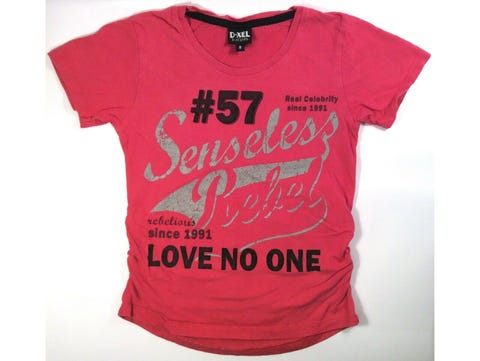 D-XEL
#57
Real Celebrity
since 1991
Senseless
Rebel
rebelious
since 1991
LOVE NO ONE